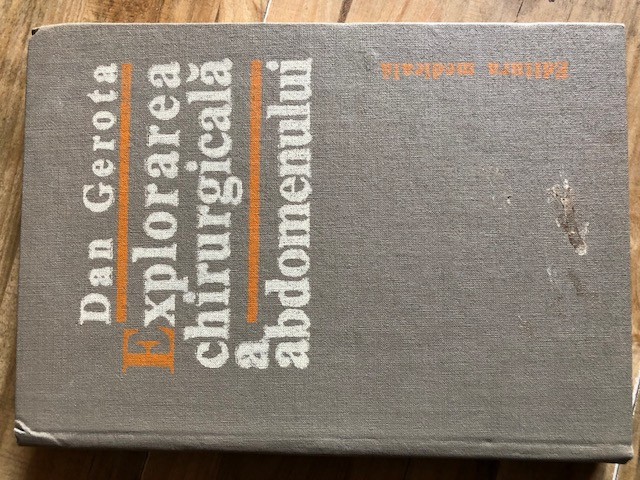 Dan Gerota
Explorarea
chirurgicală
a
abdomenului
Editura medicală